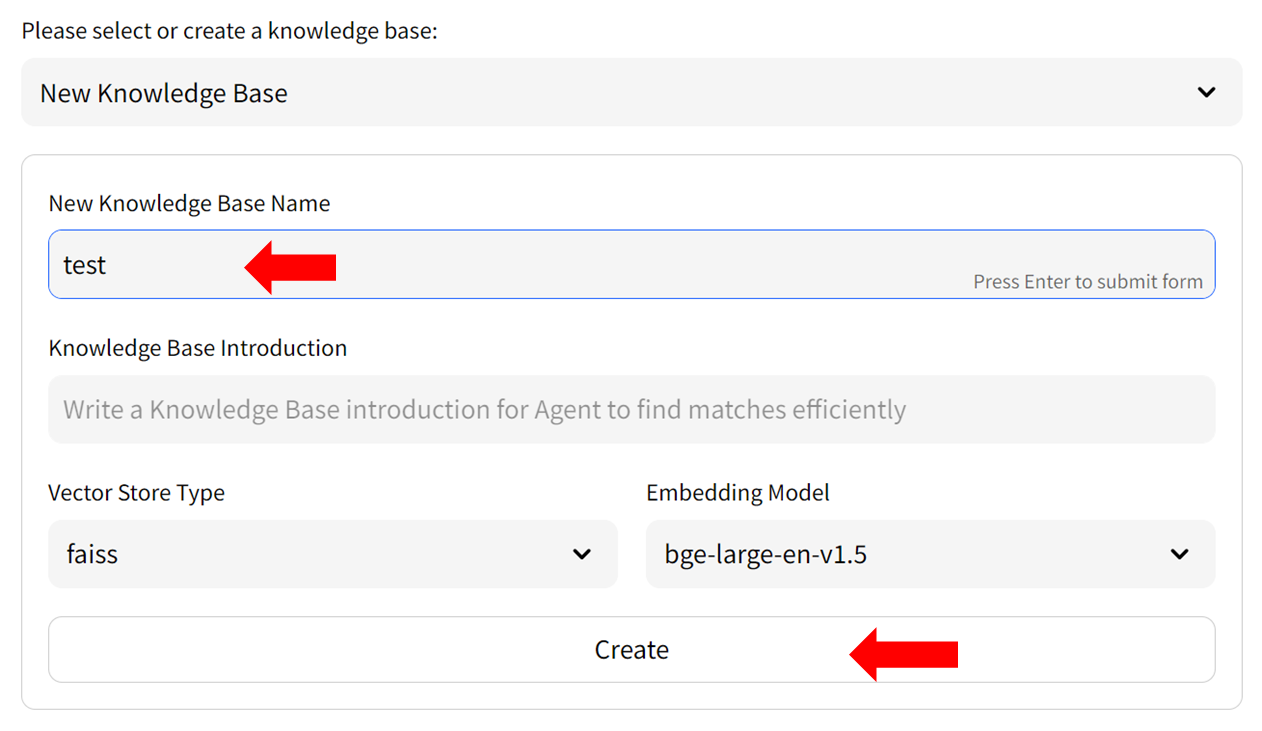 Please select or create a knowledge base:
New Knowledge Base
New Knowledge Base Name
test
Press Enter to submit form
Knowledge Base Introduction
Write a Knowledge Base introduction for Agent to find matches efficiently
Vector Store Type
Embedding Model
faiss
bge-large-en-v1.5
Create